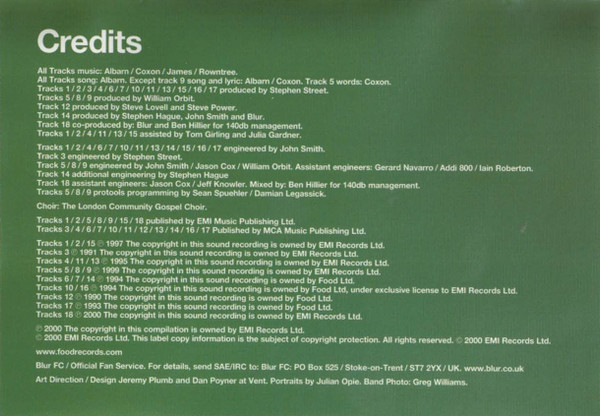 Credits
All Tracks music: Albarn / Coxon / James / Rowntree.
All Tracks song: Albarn. Except track 9 song and lyric: Albarn / Coxon. Track 5 words: Coxon.
Tracks 1 / 2 / 3 / 4 / 6 / 7 / 10 / 11 / 13 / 15 / 16 / 17 produced by Stephen Street.
Tracks 5 / 8 / 9 produced by William Orbit.
Track 12 produced by Steve Lovell and Steve Power.
Track 14 produced by Stephen Hague, John Smith and Blur.
Track 18 co-produced by: Blur and Ben Hillier for 140db management.
Tracks 1 / 2 / 4 / 11 / 13 / 15 assisted by Tom Girling and Julia Gardner.
Tracks 1 / 2 / 4 / 6 / 7 / 10 / 11 / 13 / 14 / 15 / 16 / 17 engineered by John Smith.
Track 3 engineered by Stephen Street.
Track 5 / 8 / 9 engineered by John Smith / Jason Cox / William Orbit. Assistant engineers: Gerard Navarro / Addi 800 / Iain Roberton.
Track 14 additional engineering by Stephen Hague
Track 18 assistant engineers: Jason Cox / Jeff Knowler. Mixed by: Ben Hillier for 140db management.
Tracks 5 / 8 / 9 protools programming by Sean Spuehler / Damian Legassick.
Choir: The London Community Gospel Choir.
Tracks 1 / 2 / 5 / 8 / 9 / 15 / 18 published by EMI Music Publishing Ltd.
Tracks 3 / 4 / 6 / 7 / 10 / 11 / 12 / 13 / 14 / 16 / 17 Published by MCA Music Publishing Ltd.
Tracks 1 / 2 / 15 ℗ 1997 The copyright in this sound recording is owned by EMI Records Ltd.
Tracks 3 ℗ 1991 The copyright in this sound recording is owned by EMI Records Ltd.
Tracks 4 / 11 / 13 ℗ 1995 The copyright in this sound recording is owned by EMI Records Ltd.
Tracks 5 / 8 / 9 ℗ 1999 The copyright in this sound recording is owned by EMI Records Ltd.
Tracks 6 / 7 / 14 ℗ 1994 The copyright in this sound recording is owned by Food Ltd.
Tracks 10 / 16 ℗ 1994 The copyright in this sound recording is owned by Food Ltd, under exclusive license to EMI Records Ltd.
Tracks 12 ℗ 1990 The copyright in this sound recording is owned by Food Ltd.
Tracks 17 ℗ 1993 The copyright in this sound recording is owned by Food Ltd.
Tracks 18 ℗ 2000 The copyright in this sound recording is owned by EMI Records Ltd.
℗ 2000 The copyright in this compilation is owned by EMI Records Ltd.
© 2000 EMI Records Ltd. This label copy information is the subject of copyright protection. All rights reserved. © 2000 EMI Records Ltd.
www.foodrecords.com
Blur FC / Official Fan Service. For details, send SAE/IRC to: Blur FC: PO Box 525 / Stoke-on-Trent / ST7 2YX / UK. www.blur.co.uk
Art Direction / Design Jeremy Plumb and Dan Poyner at Vent. Portraits by Julian Opie. Band Photo: Greg Williams.